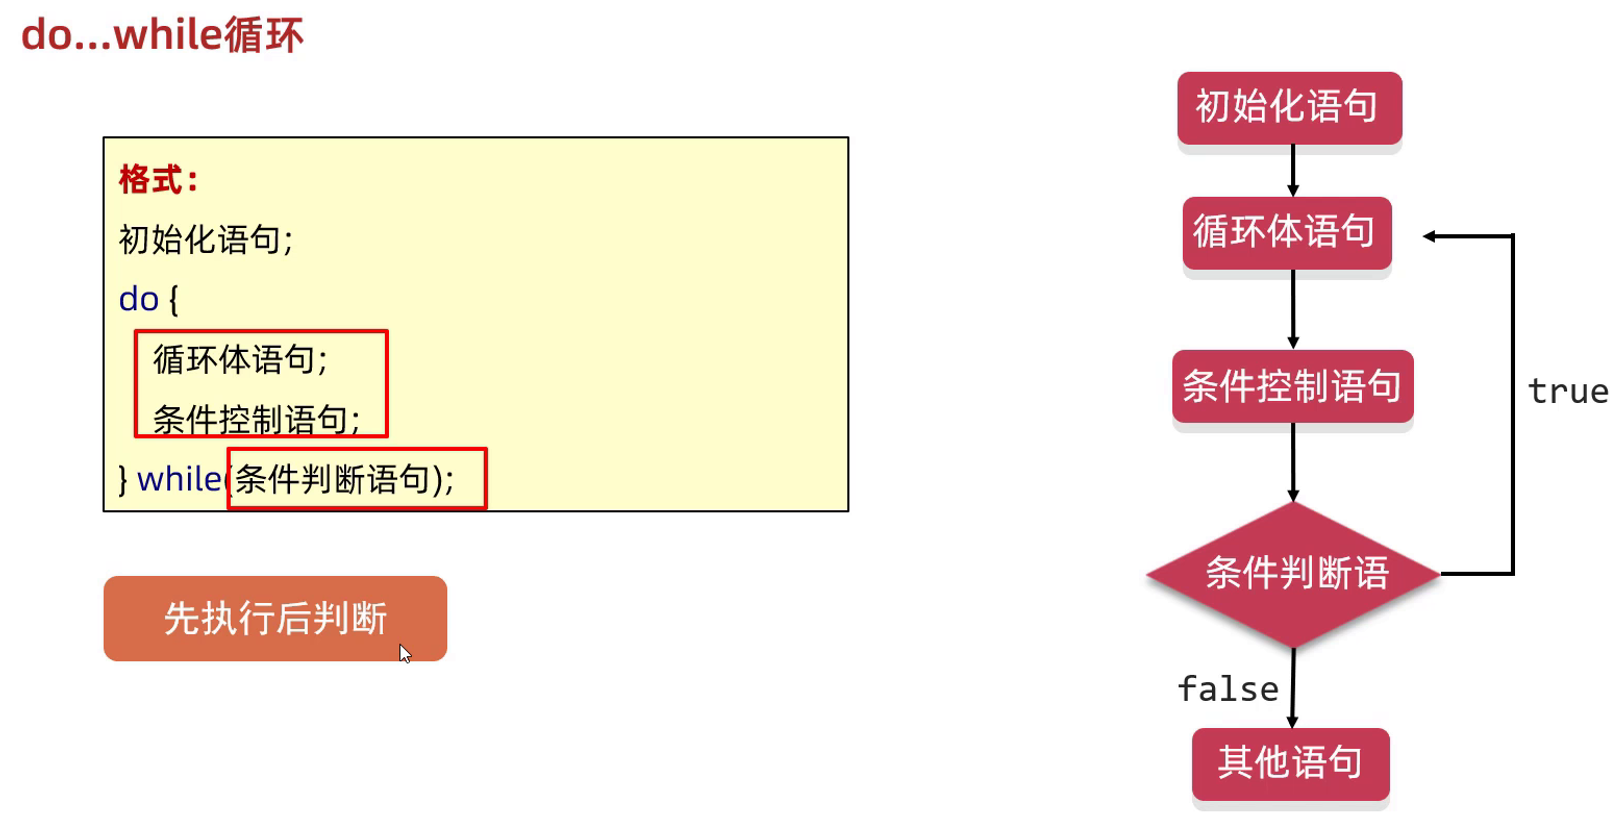 do...while循环
格式：
初始化语句;
do {
循环体语句;
条件控制语句;
} while(条件判断语句);
先执行后判断
初始化语句
循环体语句
条件控制语句
true
条件判断语
false
其他语句